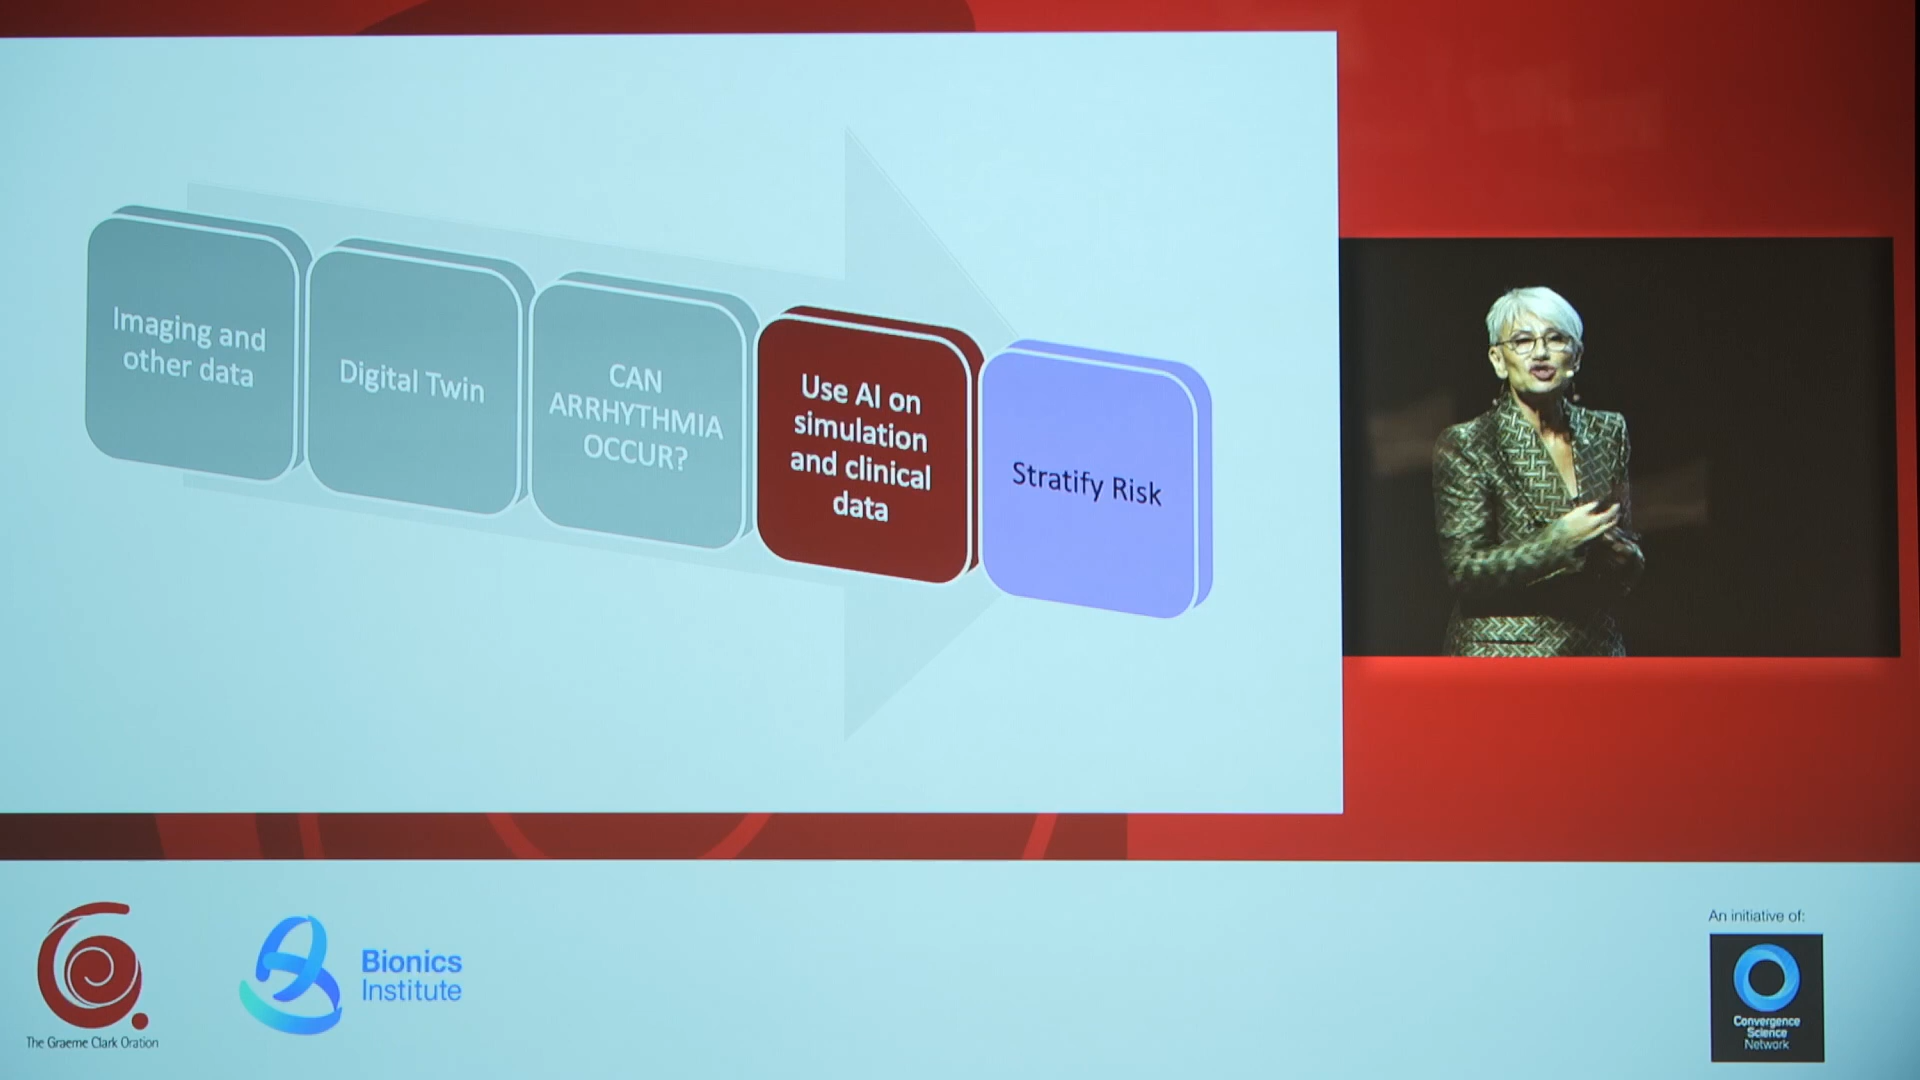 Imaging and
other data
Digital Twin
CAN
ARRHYTHMIA
OCCUR?
Use AI on
simulation
and clinical
data
Stratify Risk
The Graeme Clark Oration
Bionics
Institute
An initiative of:
Convergence
Science
Network